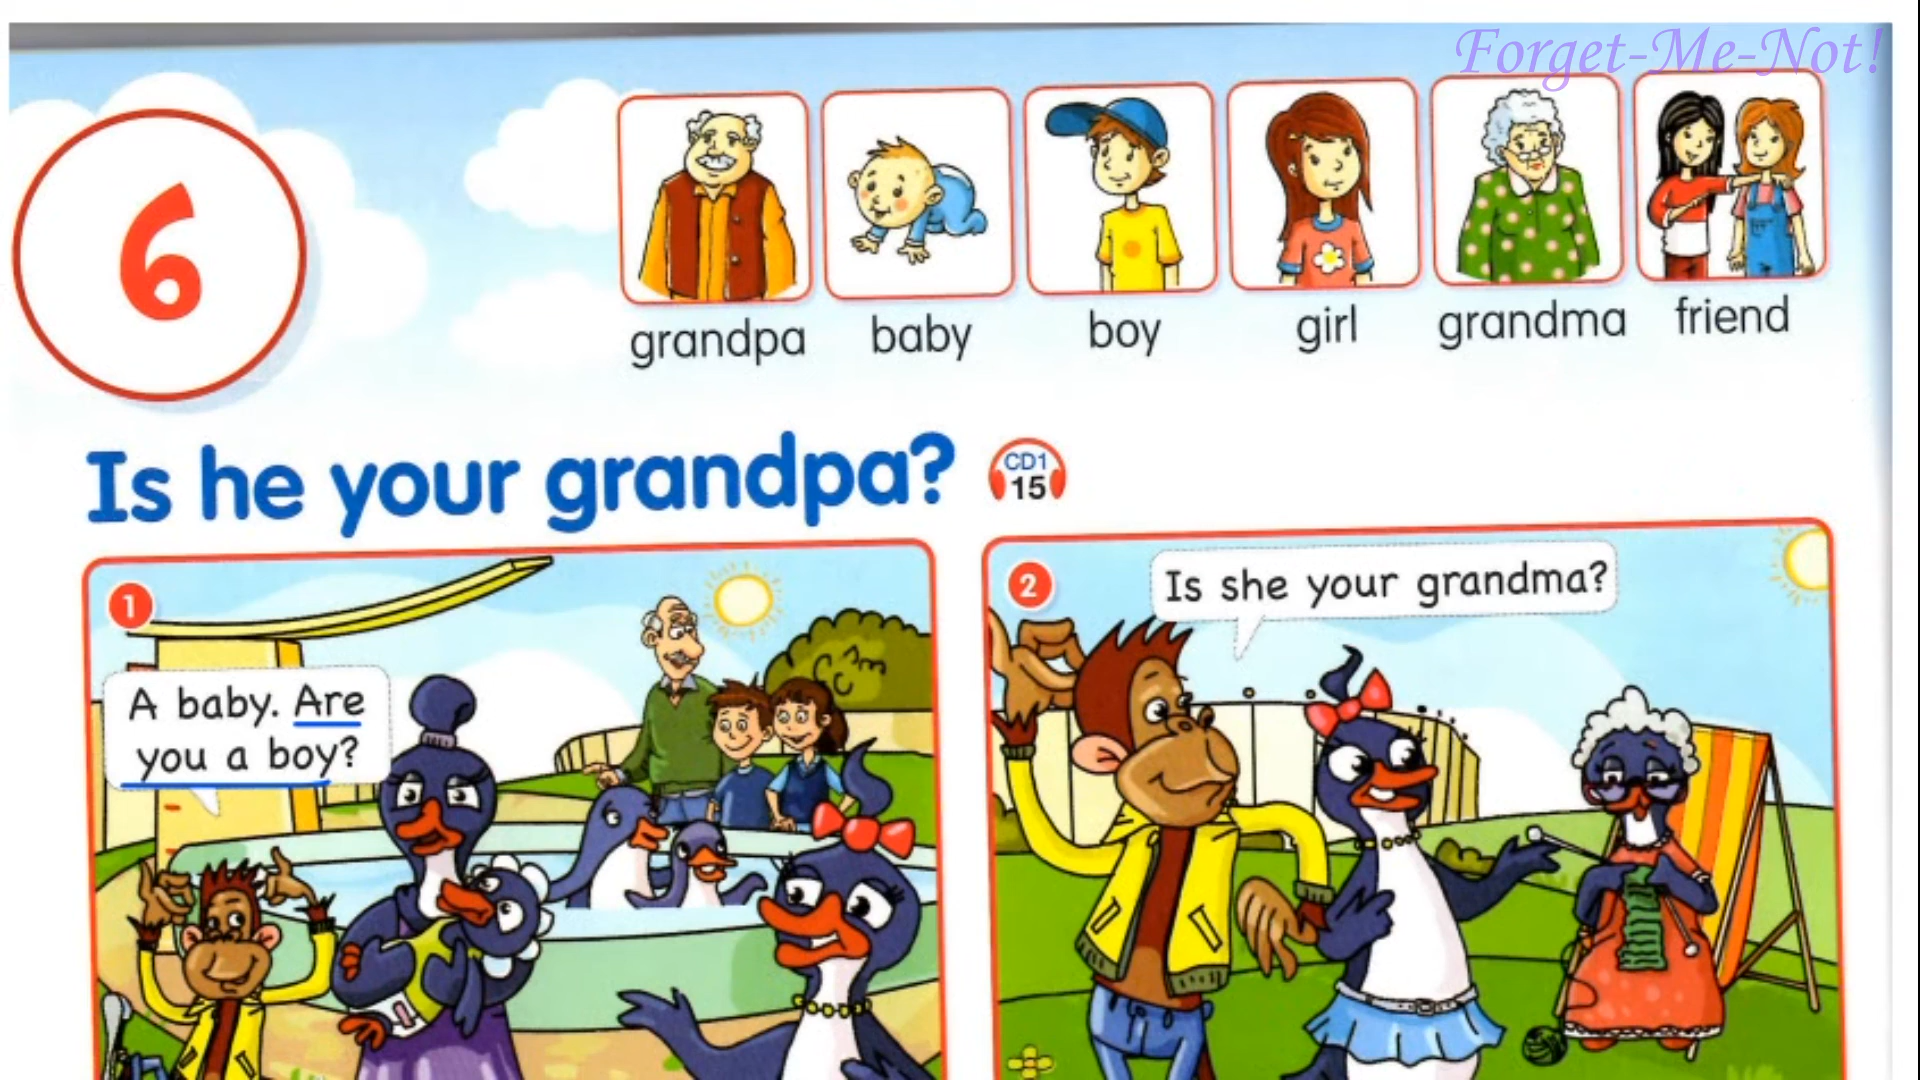 Forget-Me-Not!
6
grandpa baby boy girl grandma friend
Is he your grandpa?
CD1
15
1
A baby. Are
you a boy?
2
Is she your grandma?